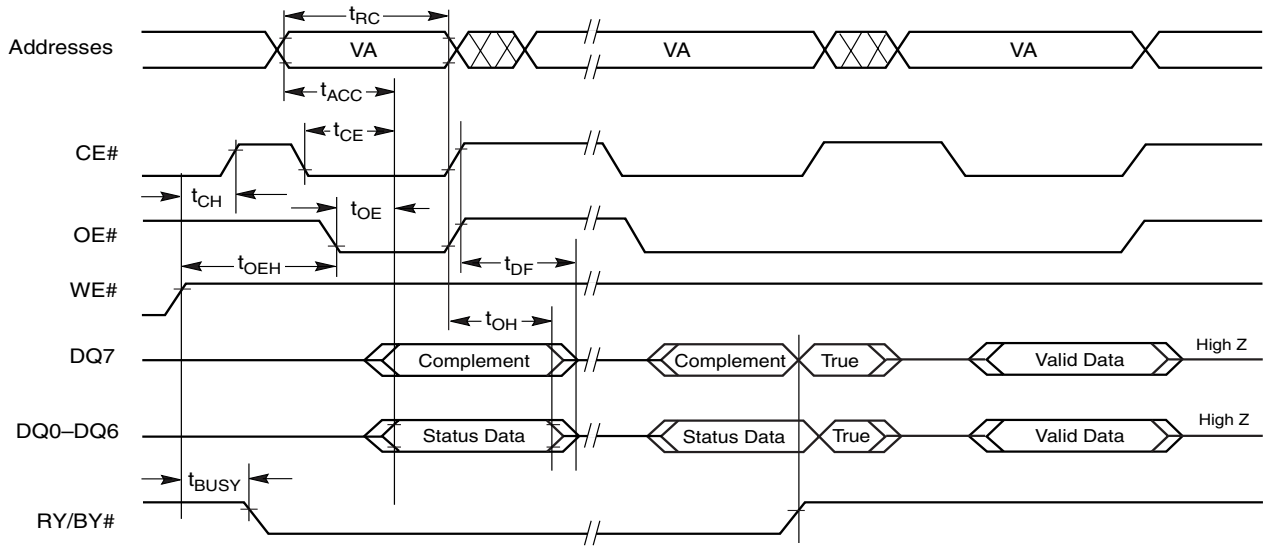 tRC
Addresses VA VA VA
tACC
tCE
CE#
tCH
tOE
OE#
tOEH tDF
WE#
tOH
DQ7 Complement Complement True Valid Data High Z
DQ0–DQ6 Status Data Status Data True Valid Data High Z
tBUSY
RY/BY#